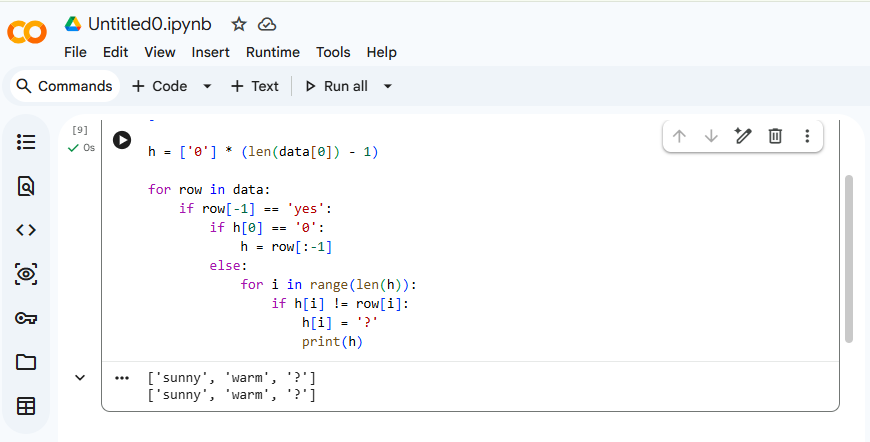 Untitled0.ipynb
File Edit View Insert Runtime Tools Help
Commands + Code + Text Run all
[9]
0s
h = ['0'] * (len(data[0]) - 1)
for row in data:
    if row[-1] == 'yes':
        if h[0] == '0':
            h = row[:-1]
        else:
            for i in range(len(h)):
                if h[i] != row[i]:
                    h[i] = '?'
                    print(h)
['sunny', 'warm', '?']
['sunny', 'warm', '?']